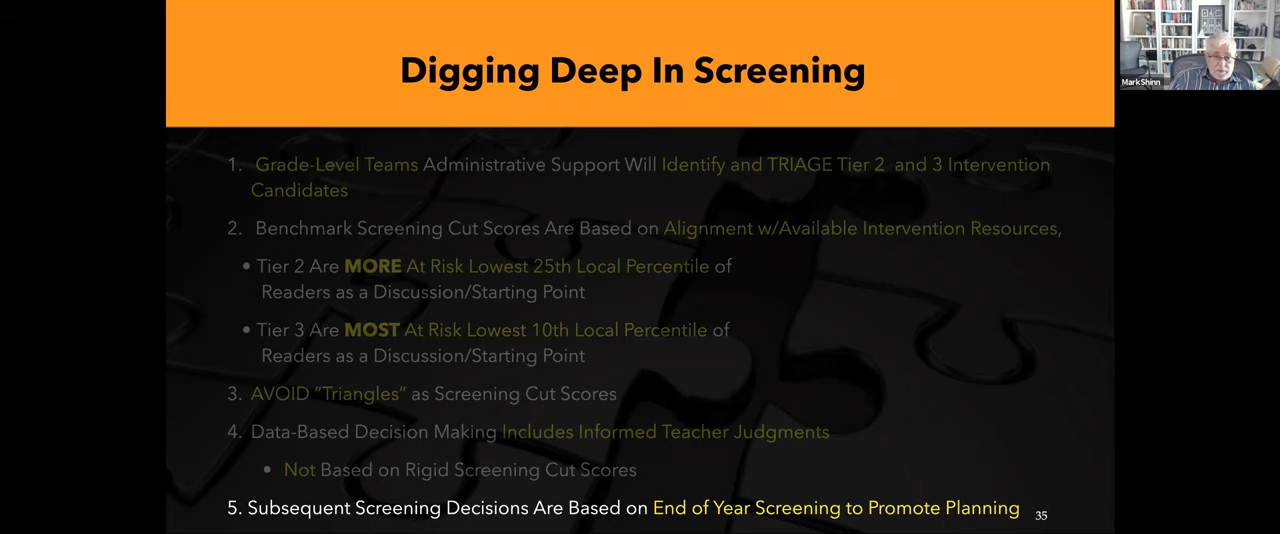 Digging Deep In Screening
Mark Shinn
1. Grade-Level Teams Administrative Support Will Identify and TRIAGE Tier 2 and 3 Intervention
Candidates
2. Benchmark Screening Cut Scores Are Based on Alignment w/Available Intervention Resources,
• Tier 2 Are MORE At Risk Lowest 25th Local Percentile of
Readers as a Discussion/Starting Point
• Tier 3 Are MOST At Risk Lowest 10th Local Percentile of
Readers as a Discussion/Starting Point
3. AVOID "Triangles" as Screening Cut Scores
4. Data-Based Decision Making Includes Informed Teacher Judgments
• Not Based on Rigid Screening Cut Scores
5. Subsequent Screening Decisions Are Based on End of Year Screening to Promote Planning
35